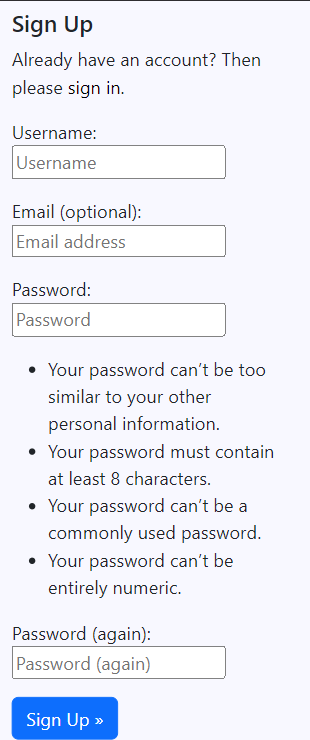 Sign Up
Already have an account? Then
please sign in.
Username:
Username
Email (optional):
Email address
Password:
Password
• Your password can’t be too
similar to your other
personal information.
• Your password must contain
at least 8 characters.
• Your password can’t be a
commonly used password.
• Your password can’t be
entirely numeric.
Password (again):
Password (again)
Sign Up »